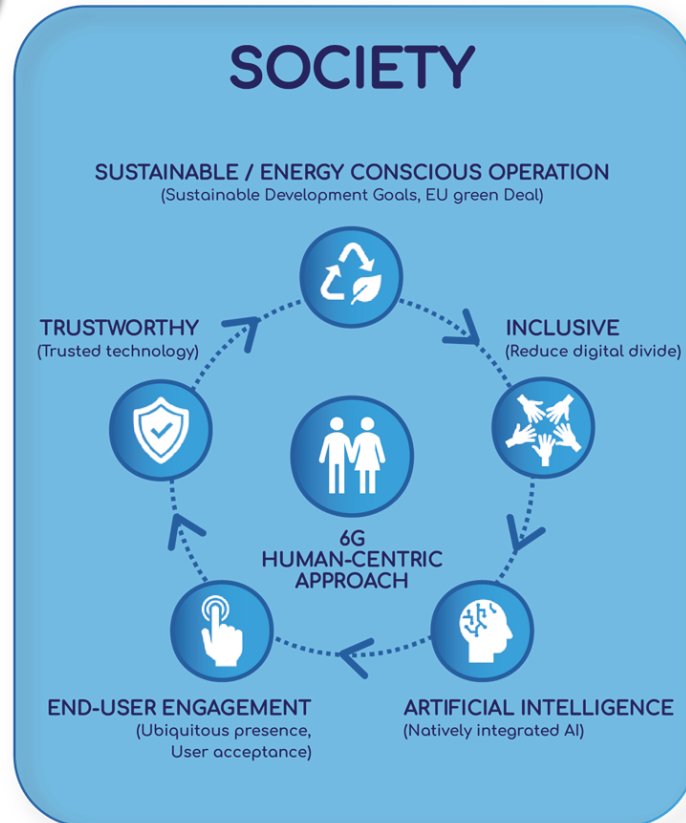 SOCIETY
SUSTAINABLE / ENERGY CONSCIOUS OPERATION
(Sustainable Development Goals, EU green Deal)
TRUSTWORTHY
(Trusted technology)
INCLUSIVE
(Reduce digital divide)
6G
HUMAN-CENTRIC
APPROACH
END-USER ENGAGEMENT
(Ubiquitous presence,
User acceptance)
ARTIFICIAL INTELLIGENCE
(Natively integrated AI)